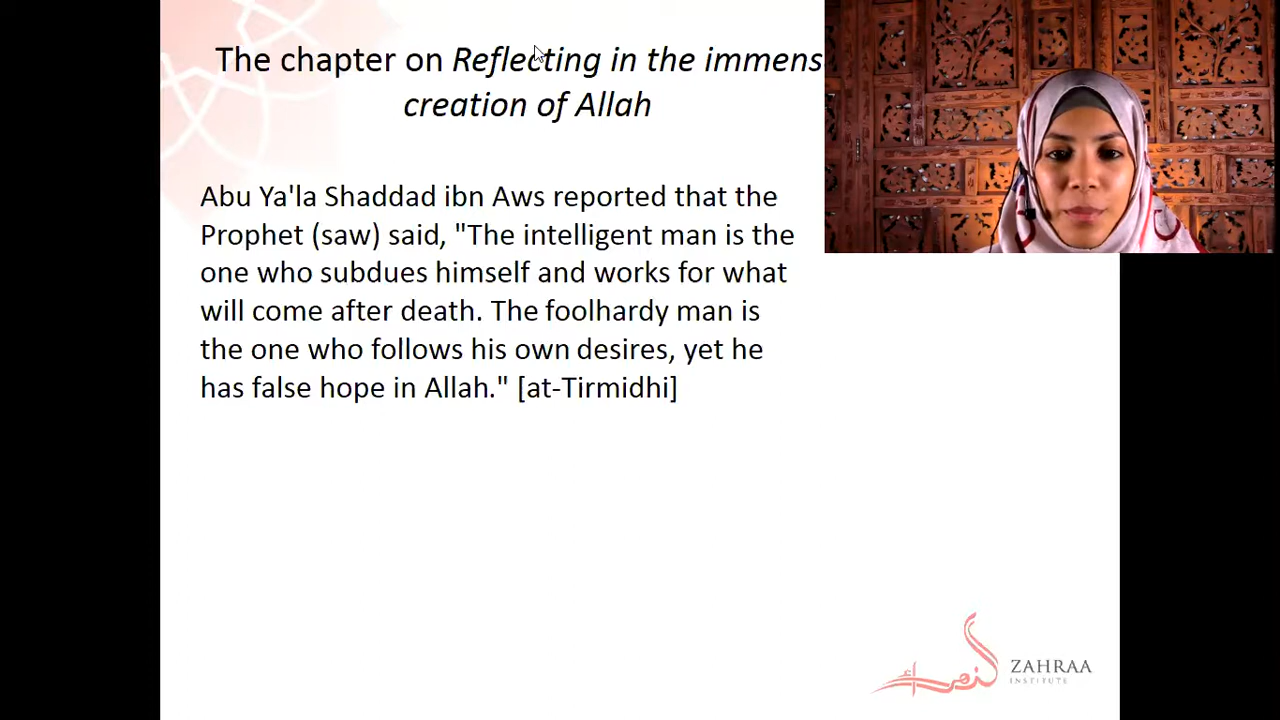 The chapter on Reflecting in the immens
creation of Allah
Abu Ya'la Shaddad ibn Aws reported that the
Prophet (saw) said, "The intelligent man is the
one who subdues himself and works for what
will come after death. The foolhardy man is
the one who follows his own desires, yet he
has false hope in Allah." [at-Tirmidhi]
ZAHRAA
INSTITUTE